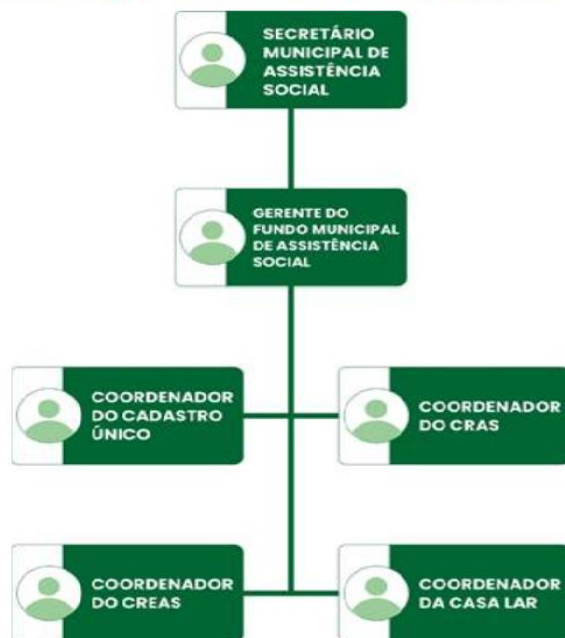 SECRETÁRIO
MUNICIPAL DE
ASSISTÊNCIA
SOCIAL
GERENTE DO
FUNDO MUNICIPAL
DE ASSISTÊNCIA
SOCIAL
COORDENADOR
DO CADASTRO
ÚNICO
COORDENADOR
DO CRAS
COORDENADOR
DO CREAS
COORDENADOR
DA CASA LAR